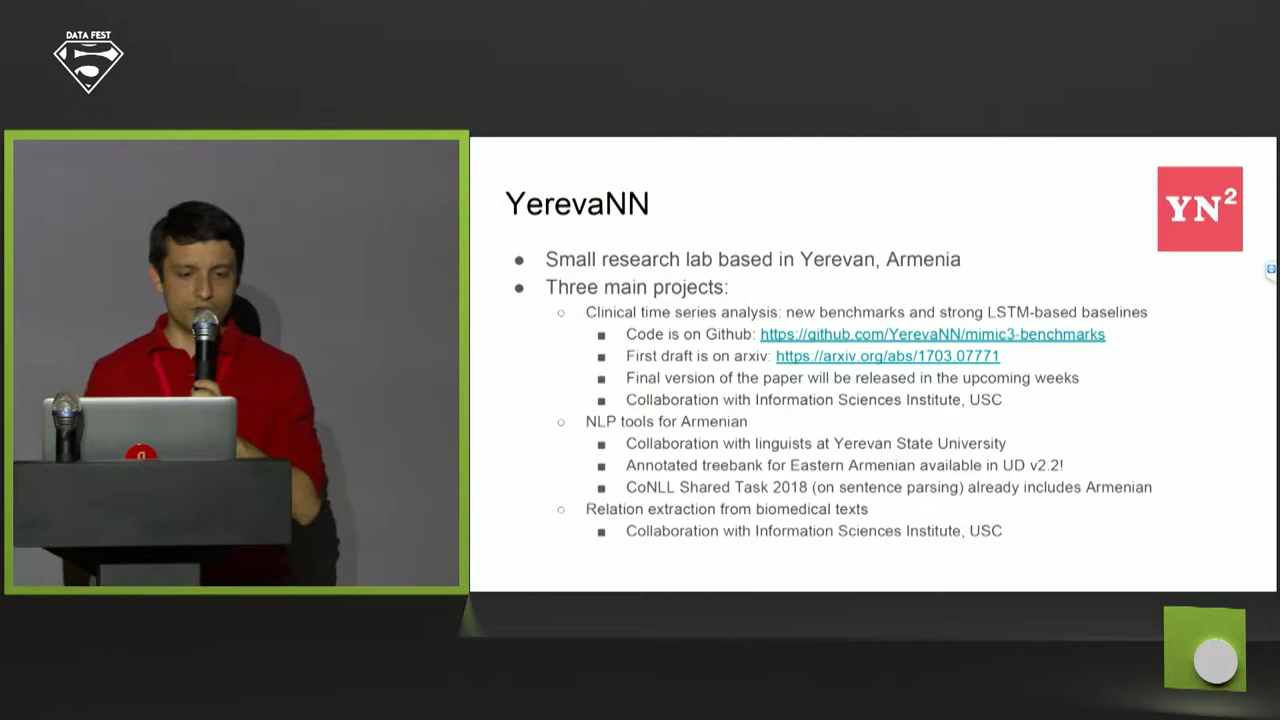 DATA FEST
YerevaNN
YN²
● Small research lab based in Yerevan, Armenia
● Three main projects:
○ Clinical time series analysis: new benchmarks and strong LSTM-based baselines
■ Code is on Github: https://github.com/YerevaNN/mimic3-benchmarks
■ First draft is on arxiv: https://arxiv.org/abs/1703.07771
■ Final version of the paper will be released in the upcoming weeks
■ Collaboration with Information Sciences Institute, USC
○ NLP tools for Armenian
■ Collaboration with linguists at Yerevan State University
■ Annotated treebank for Eastern Armenian available in UD v2.2!
■ CoNLL Shared Task 2018 (on sentence parsing) already includes Armenian
○ Relation extraction from biomedical texts
■ Collaboration with Information Sciences Institute, USC